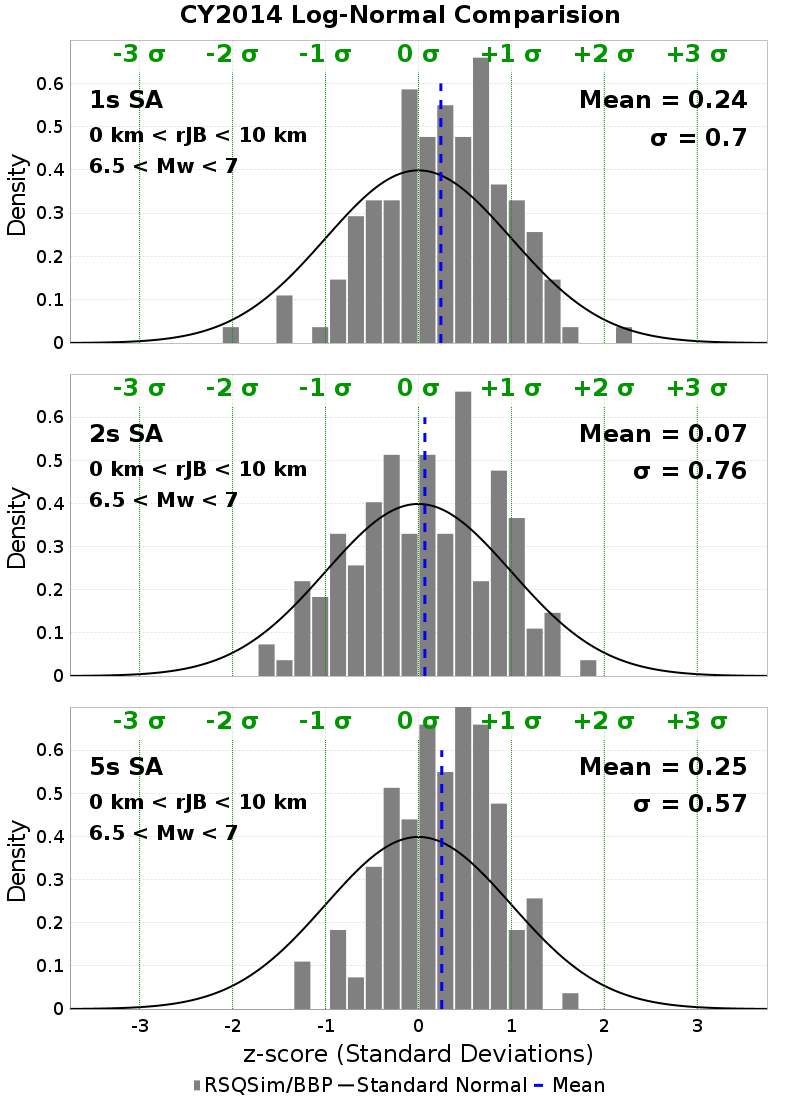 CY2014 Log-Normal Comparision
-3 σ -2 σ -1 σ 0 σ +1 σ +2 σ +3 σ
1s SA
0 km < rJB < 10 km
6.5 < Mw < 7
Mean = 0.24
σ = 0.7
Density
0.6
0.5
0.4
0.3
0.2
0.1
0
-3 σ -2 σ -1 σ 0 σ +1 σ +2 σ +3 σ
2s SA
0 km < rJB < 10 km
6.5 < Mw < 7
Mean = 0.07
σ = 0.76
Density
0.6
0.5
0.4
0.3
0.2
0.1
0
-3 σ -2 σ -1 σ 0 σ +1 σ +2 σ +3 σ
5s SA
0 km < rJB < 10 km
6.5 < Mw < 7
Mean = 0.25
σ = 0.57
Density
0.6
0.5
0.4
0.3
0.2
0.1
0
-3 -2 -1 0 1 2 3
z-score (Standard Deviations)
RSQSim/BBP Standard Normal Mean